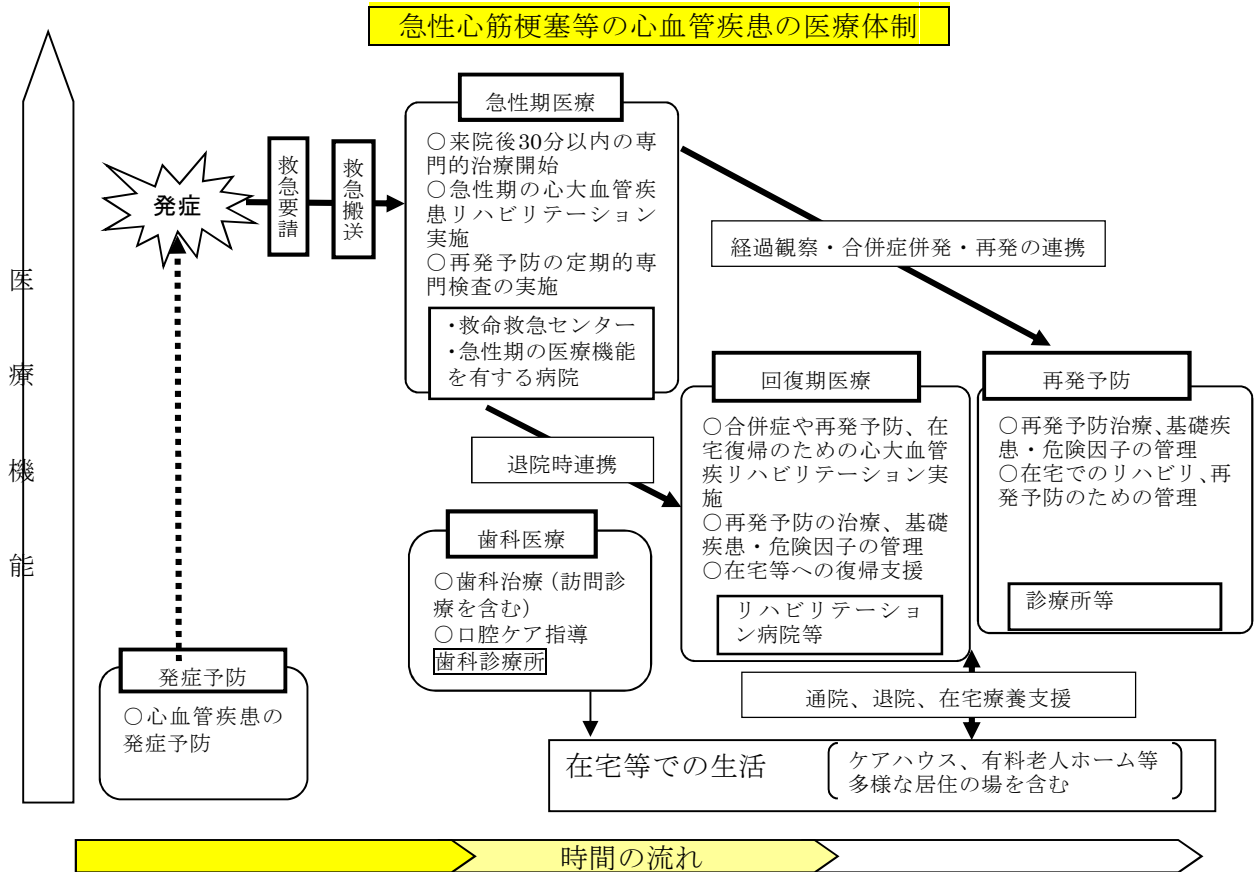 急性心筋梗塞等の心血管疾患の医療体制
医療機能
発症
救急要請
救急搬送
急性期医療
○来院後30分以内の専
門的治療開始
○急性期の心大血管疾
患リハビリテーション
実施
○再発予防の定期的専
門検査の実施
・救命救急センター
・急性期の医療機能
を有する病院
経過観察・合併症併発・再発の連携
退院時連携
回復期医療
○合併症や再発予防、在
宅復帰のための心大血管
疾リハビリテーション実
施
○再発予防の治療、基礎
疾患・危険因子の管理
○在宅等への復帰支援
リハビリテーショ
ン病院等
再発予防
○再発予防治療、基礎疾
患・危険因子の管理
○在宅でのリハビリ、再
発予防のための管理
診療所等
歯科医療
○歯科治療（訪問診
療を含む）
○口腔ケア指導
歯科診療所
発症予防
○心血管疾患の
発症予防
通院、退院、在宅療養支援
在宅等での生活
ケアハウス、有料老人ホーム等
多様な居住の場を含む
時間の流れ